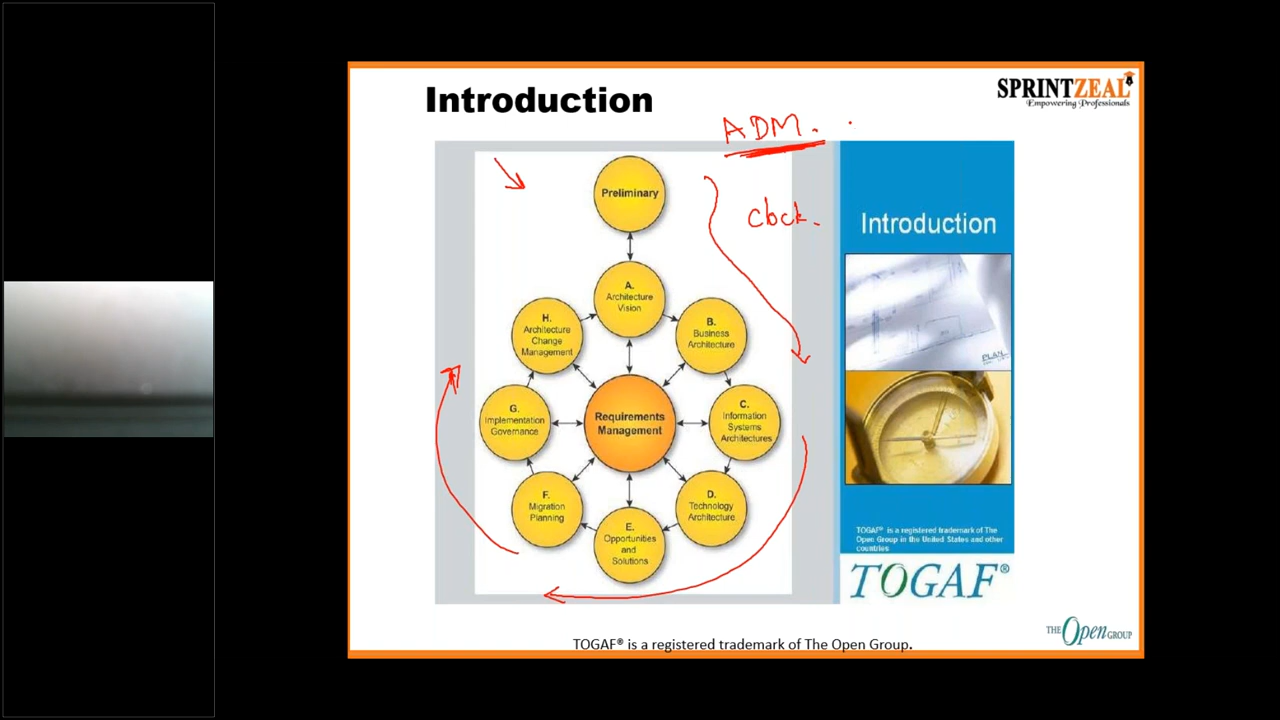 Introduction
SPRINTZEAL
Empowering Professionals
ADM.
clock.
Preliminary
A.
Architecture
Vision
B.
Business
Architecture
C.
Information
Systems
Architectures
D.
Technology
Architecture
E.
Opportunities
and
Solutions
F.
Migration
Planning
G.
Implementation
Governance
H.
Architecture
Change
Management
Requirements
Management
Introduction
PLAN
TOGAF® is a registered trademark of The
Open Group in the United States and other
countries
TOGAF®
THE Open GROUP
TOGAF® is a registered trademark of The Open Group.